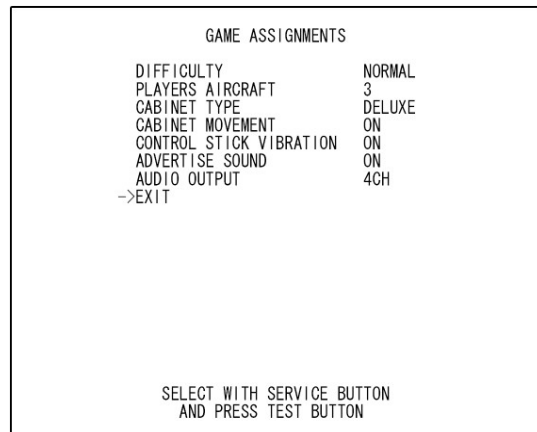 GAME ASSIGNMENTS
DIFFICULTY NORMAL
PLAYERS AIRCRAFT 3
CABINET TYPE DELUXE
CABINET MOVEMENT ON
CONTROL STICK VIBRATION ON
ADVERTISE SOUND ON
AUDIO OUTPUT 4CH
->EXIT
SELECT WITH SERVICE BUTTON
AND PRESS TEST BUTTON